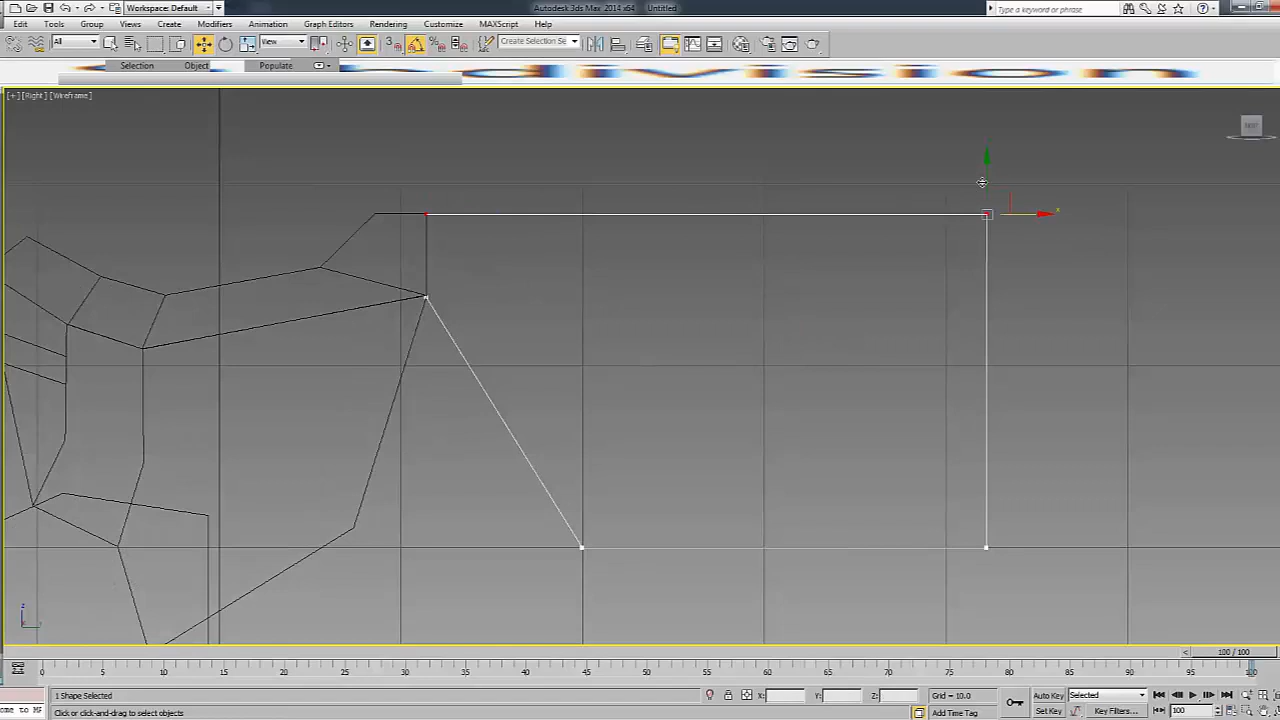 Workspace: Default
Autodesk 3ds Max 2014 x64
Untitled
Type a keyword or phrase
Edit Tools Group Views Create Modifiers Animation Graph Editors Rendering Customize MAXScript Help
All
View
3
Create Selection Se
Selection Object Populate
[+] [Right] [Wireframe]
x
z
100 / 100
0 5 10 15 20 25 30 35 40 45 50 55 60 65 70 75 80 85 90 95 100
1 Shape Selected
X: Y: Z:
Grid = 10.0
Auto Key
Selected
ome to MF
Click or click-and-drag to select objects
Add Time Tag
Set Key
Key Filters...
100